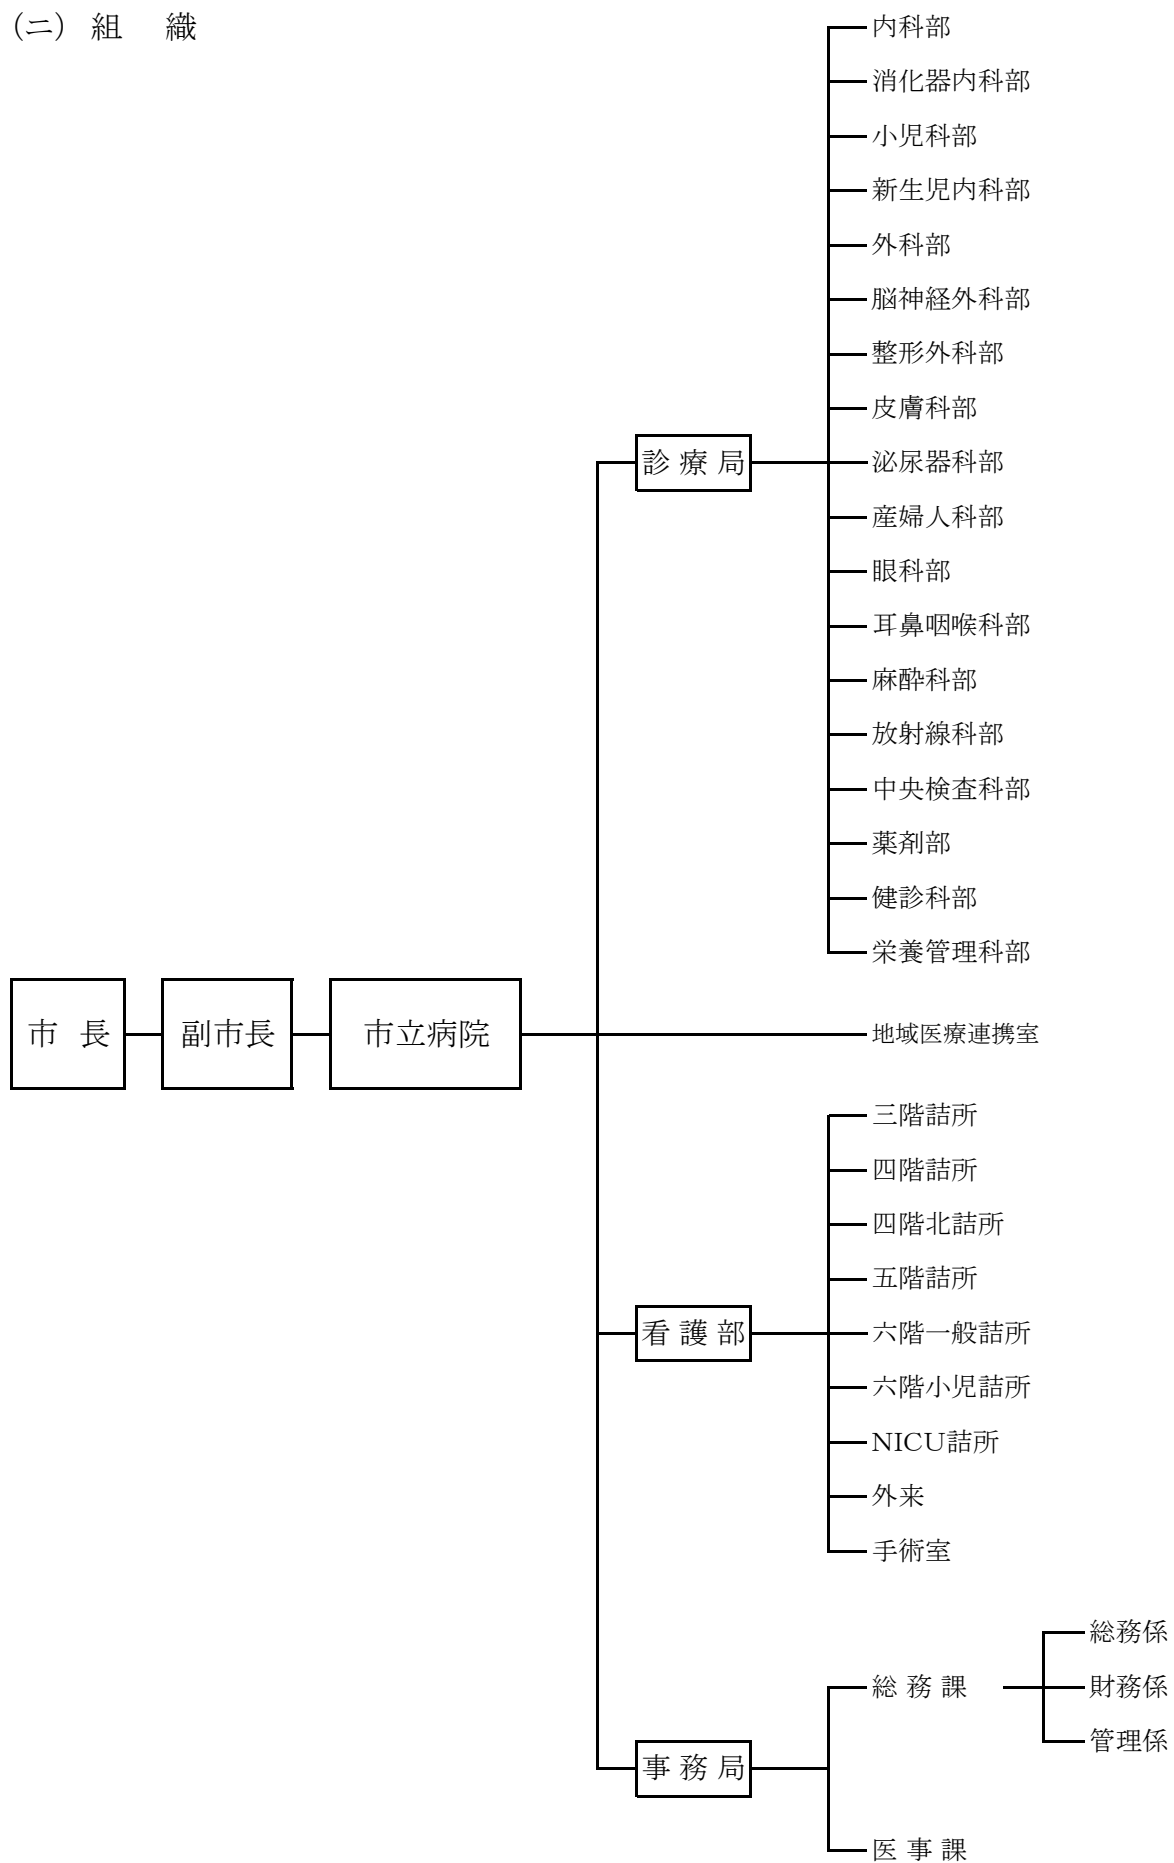 (二) 組 織
内科部
消化器内科部
小児科部
新生児内科部
外科部
脳神経外科部
整形外科部
皮膚科部
診療局
泌尿器科部
産婦人科部
眼科部
耳鼻咽喉科部
麻酔科部
放射線科部
中央検査科部
薬剤部
健診科部
栄養管理科部
市 長
副市長
市立病院
地域医療連携室
三階詰所
四階詰所
四階北詰所
五階詰所
看護部
六階一般詰所
六階小児詰所
NICU詰所
外来
手術室
総務係
総務課
財務係
管理係
事務局
医事課